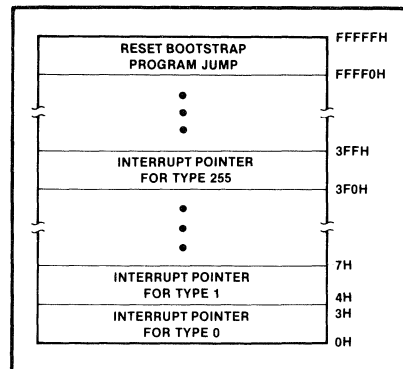 RESET BOOTSTRAP
PROGRAM JUMP
FFFFFH
FFFF0H
3FFH
INTERRUPT POINTER
FOR TYPE 255
3F0H
7H
INTERRUPT POINTER
FOR TYPE 1
4H
3H
INTERRUPT POINTER
FOR TYPE 0
0H